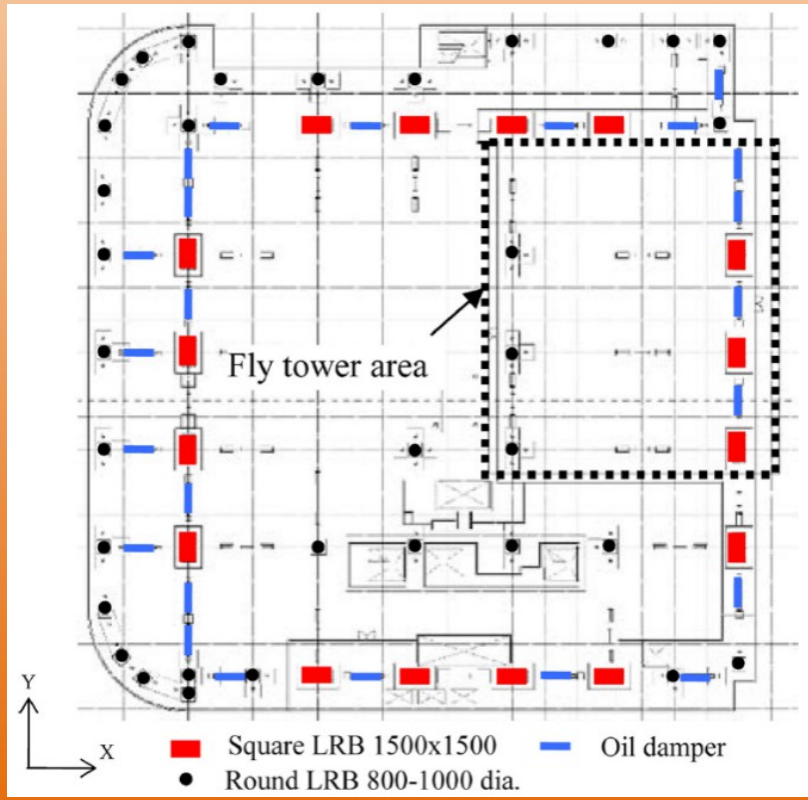 Fly tower area
Y
X
Square LRB 1500x1500
Oil damper
Round LRB 800-1000 dia.